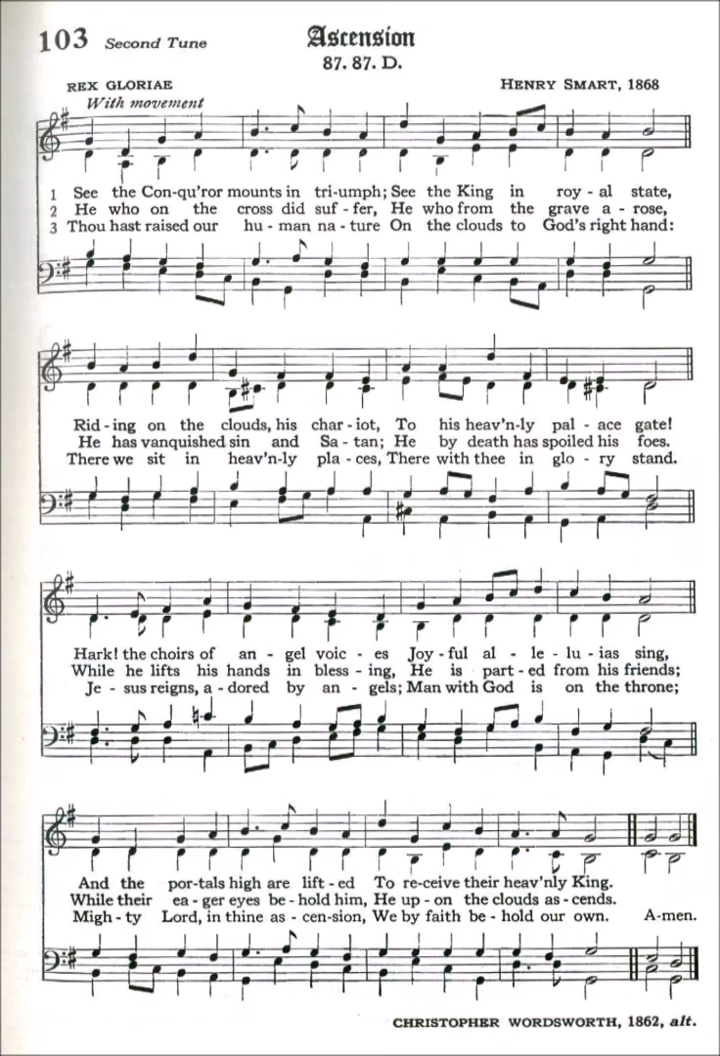 103 Second Tune
Ascension
87. 87. D.
REX GLORIAE
HENRY SMART, 1868
With movement
1 See the Con-qu'ror mounts in tri-umph; See the King in roy - al state,
2 He who on the cross did suf - fer, He who from the grave a - rose,
3 Thou hast raised our hu - man na - ture On the clouds to God's right hand:
Rid - ing on the clouds, his char - iot, To his heav'n-ly pal - ace gate!
He has vanquished sin and Sa - tan; He by death has spoiled his foes.
There we sit in heav'n-ly pla - ces, There with thee in glo - ry stand.
Hark! the choirs of an - gel voic - es Joy - ful al - le - lu - ias sing,
While he lifts his hands in bless - ing, He is part - ed from his friends;
Je - sus reigns, a - dored by an - gels; Man with God is on the throne;
And the por-tals high are lift - ed To re-ceive their heav'nly King.
While their ea - ger eyes be - hold him, He up - on the clouds as - cends.
Migh - ty Lord, in thine as - cen-sion, We by faith be - hold our own. A-men.
CHRISTOPHER WORDSWORTH, 1862, alt.